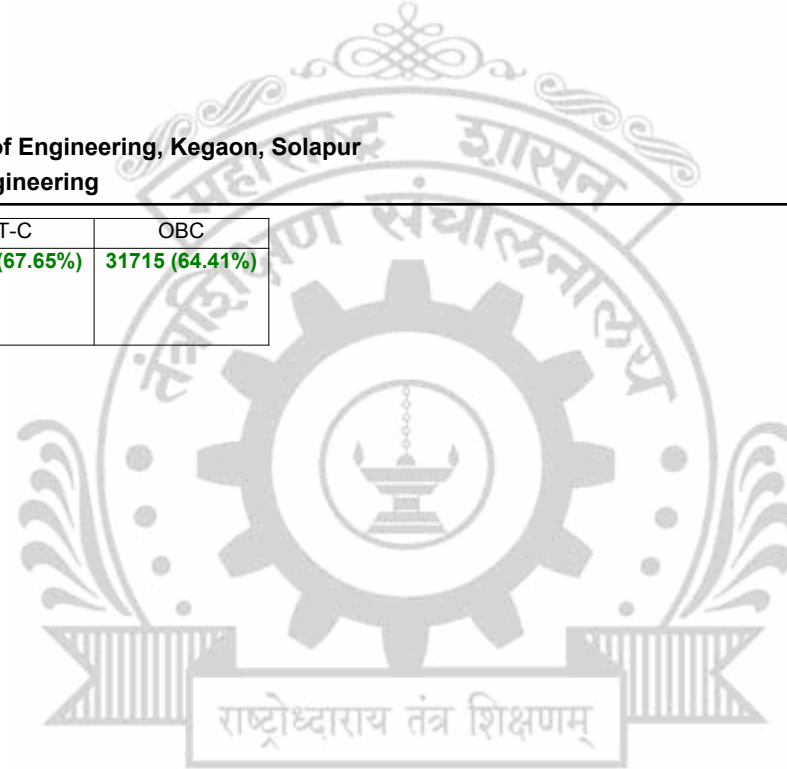 of Engineering, Kegaon, Solapur
gineering
T-C OBC
(67.65%) 31715 (64.41%)
महाराष्ट्र शासन
तंत्रशिक्षण संचालनालय
राष्ट्रोध्दाराय तंत्र शिक्षणम्